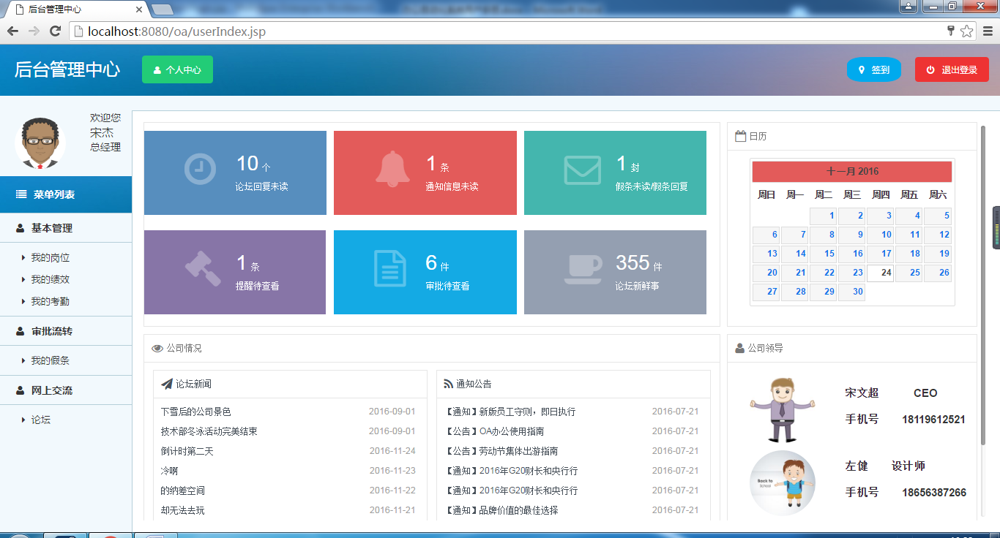 后台管理中心
localhost:8080/oa/userIndex.jsp
后台管理中心
个人中心
签到
退出登录
欢迎您
宋杰
总经理
菜单列表
基本管理
我的岗位
我的绩效
我的考勤
审批流转
我的假条
网上交流
论坛
10 个
论坛回复未读
1 条
通知信息未读
1 封
假条未读/假条回复
1 条
提醒待查看
6 件
审批待查看
355 件
论坛新鲜事
日历
十一月 2016
周日 周一 周二 周三 周四 周五 周六
1 2 3 4 5
6 7 8 9 10 11 12
13 14 15 16 17 18 19
20 21 22 23 24 25 26
27 28 29 30
公司情况
论坛新闻
下雪后的公司景色 2016-09-01
技术部冬泳活动完美结束 2016-09-01
倒计时第二天 2016-11-24
冷啊 2016-11-23
的纳差空间 2016-11-22
却无法去玩 2016-11-21
通知公告
【通知】新版员工守则，即日执行 2016-07-21
【公告】OA办公使用指南 2016-07-21
【公告】劳动节集体出游指南 2016-07-21
【通知】2016年G20财长和央行行 2016-07-21
【通知】2016年G20财长和央行行 2016-07-21
【通知】品牌价值的最佳选择 2016-07-21
公司领导
宋文超 CEO
手机号 18119612521
Back to
School
左健 设计师
手机号 18656387266